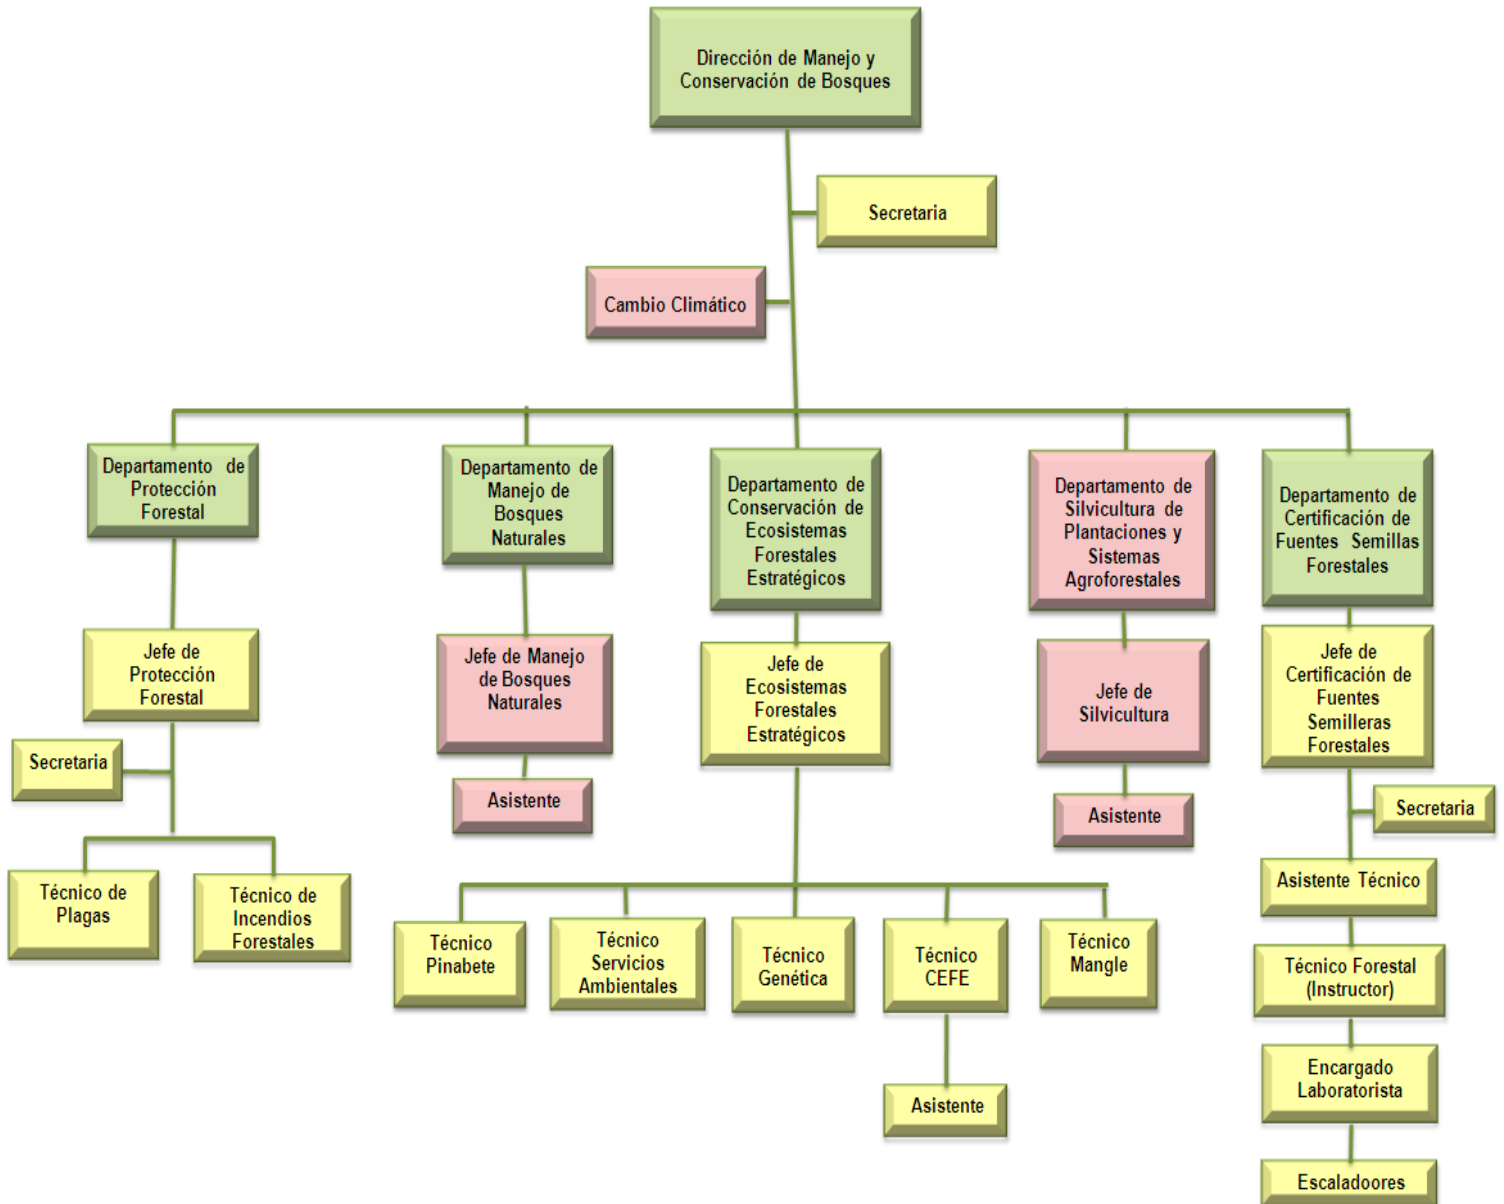 Dirección de Manejo y
Conservación de Bosques
Secretaria
Cambio Climático
Departamento de
Protección
Forestal
Departamento de
Manejo de
Bosques
Naturales
Departamento de
Conservación de
Ecosistemas
Forestales
Estratégicos
Departamento de
Silvicultura de
Plantaciones y
Sistemas
Agroforestales
Departamento de
Certificación de
Fuentes Semillas
Forestales
Jefe de
Protección
Forestal
Jefe de Manejo
de Bosques
Naturales
Jefe de
Ecosistemas
Forestales
Estratégicos
Jefe de
Silvicultura
Jefe de
Certificación de
Fuentes
Semilleras
Forestales
Secretaria
Asistente
Asistente
Secretaria
Técnico de
Plagas
Técnico de
Incendios
Forestales
Técnico
Pinabete
Técnico
Servicios
Ambientales
Técnico
Genética
Técnico
CEFE
Técnico
Mangle
Asistente Técnico
Técnico Forestal
(Instructor)
Encargado
Laboratorista
Asistente
Escaladoores